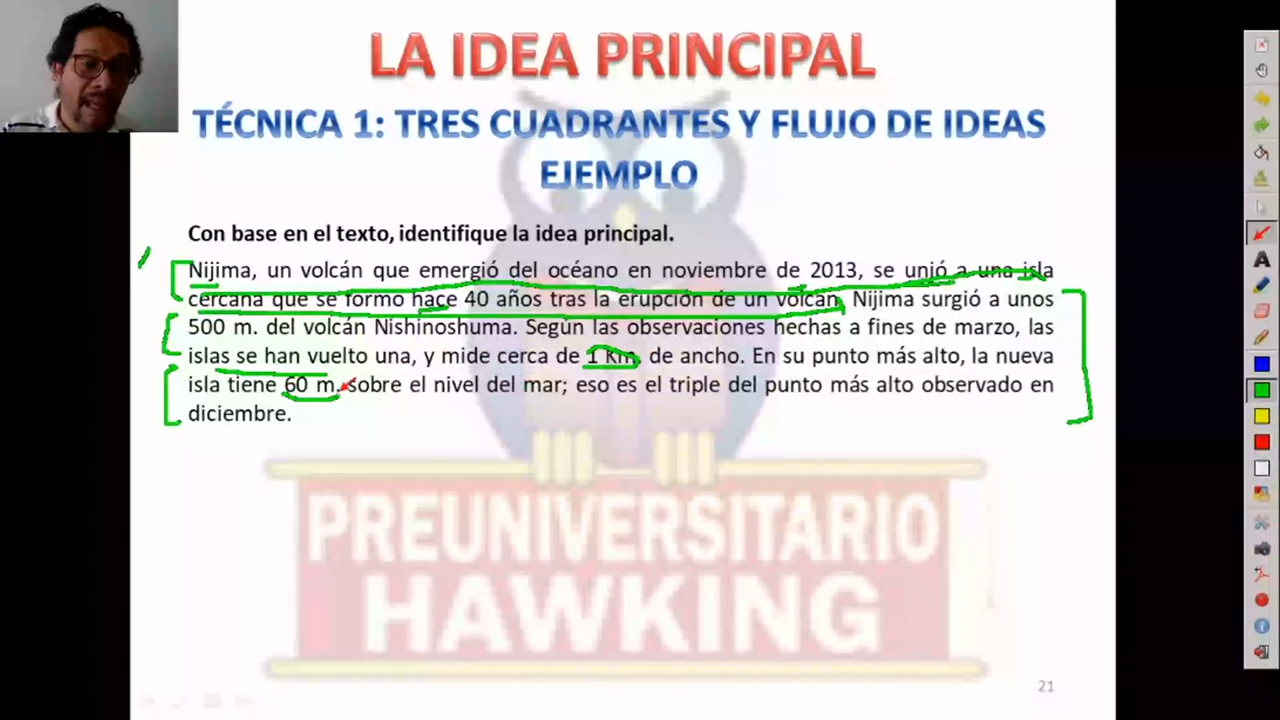 LA IDEA PRINCIPAL
TÉCNICA 1: TRES CUADRANTES Y FLUJO DE IDEAS
EJEMPLO
Con base en el texto, identifique la idea principal.
Nijima, un volcán que emergió del océano en noviembre de 2013, se unió a una isla
cercana que se formo hace 40 años tras la erupción de un volcán. Nijima surgió a unos
500 m. del volcán Nishinoshuma. Según las observaciones hechas a fines de marzo, las
islas se han vuelto una, y mide cerca de 1 Km. de ancho. En su punto más alto, la nueva
isla tiene 60 m. sobre el nivel del mar; eso es el triple del punto más alto observado en
diciembre.
PREUNIVERSITARIO
HAWKING
21